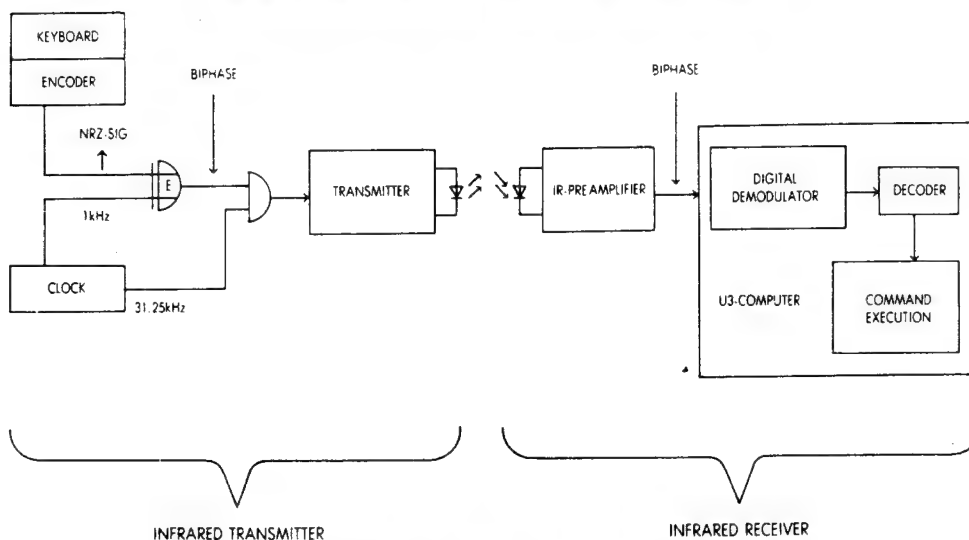 KEYBOARD
ENCODER
BIPHASE
BIPHASE
NRZ-SIG
E
1kHz
TRANSMITTER
IR-PREAMPLIFIER
DIGITAL
DEMODULATOR
DECODER
CLOCK
31.25kHz
U3-COMPUTER
COMMAND
EXECUTION
INFRARED TRANSMITTER
INFRARED RECEIVER